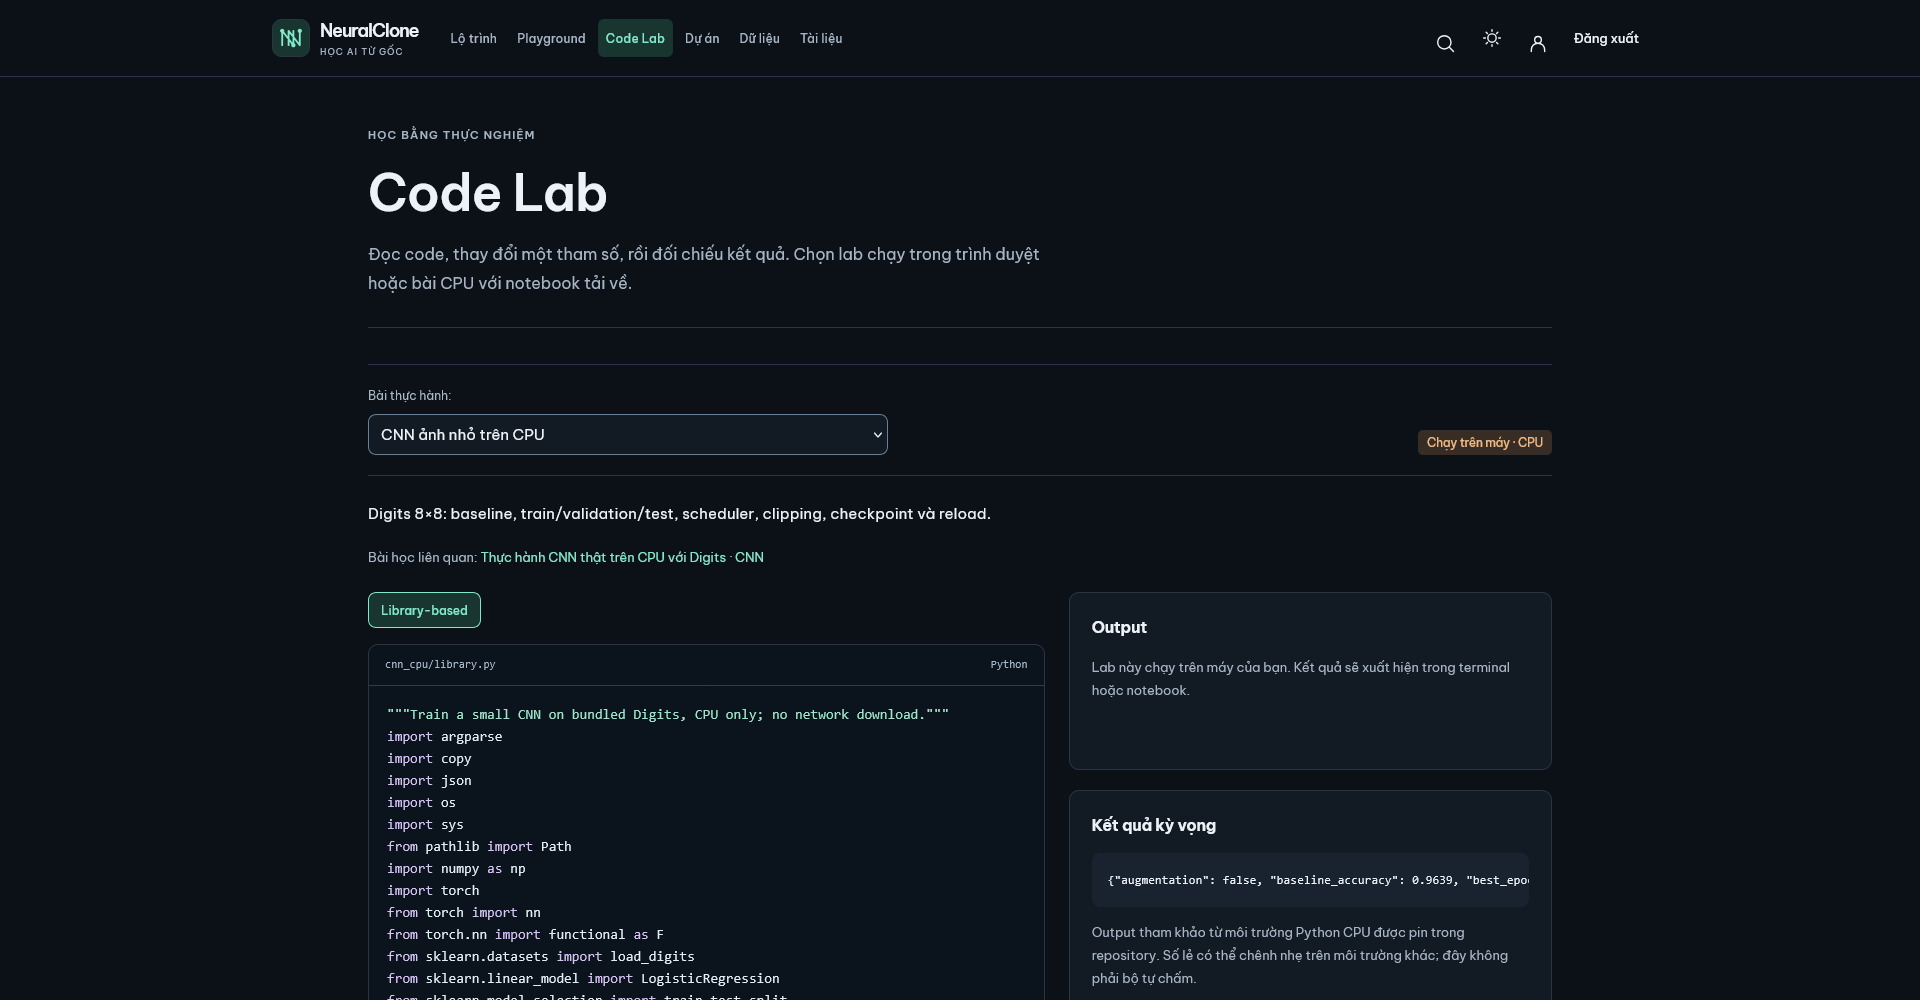 NeuralClone
HỌC AI TỪ GỐC
Lộ trình
Playground
Code Lab
Dự án
Dữ liệu
Tài liệu
Đăng xuất
HỌC BẰNG THỰC NGHIỆM
Code Lab
Đọc code, thay đổi một tham số, rồi đối chiếu kết quả. Chọn lab chạy trong trình duyệt
hoặc bài CPU với notebook tải về.
Bài thực hành:
CNN ảnh nhỏ trên CPU
Chạy trên máy · CPU
Digits 8×8: baseline, train/validation/test, scheduler, clipping, checkpoint và reload.
Bài học liên quan: Thực hành CNN thật trên CPU với Digits · CNN
Library-based
cnn_cpu/library.py
Python
"""Train a small CNN on bundled Digits, CPU only; no network download."""
import argparse
import copy
import json
import os
import sys
from pathlib import Path
import numpy as np
import torch
from torch import nn
from torch.nn import functional as F
from sklearn.datasets import load_digits
from sklearn.linear_model import LogisticRegression
from sklearn.model_selection import train_test_split
Output
Lab này chạy trên máy của bạn. Kết quả sẽ xuất hiện trong terminal
hoặc notebook.
Kết quả kỳ vọng
{"augmentation": false, "baseline_accuracy": 0.9639, "best_epo
Output tham khảo từ môi trường Python CPU được pin trong
repository. Số lẻ có thể chênh nhẹ trên môi trường khác; đây không
phải bộ tự chấm.